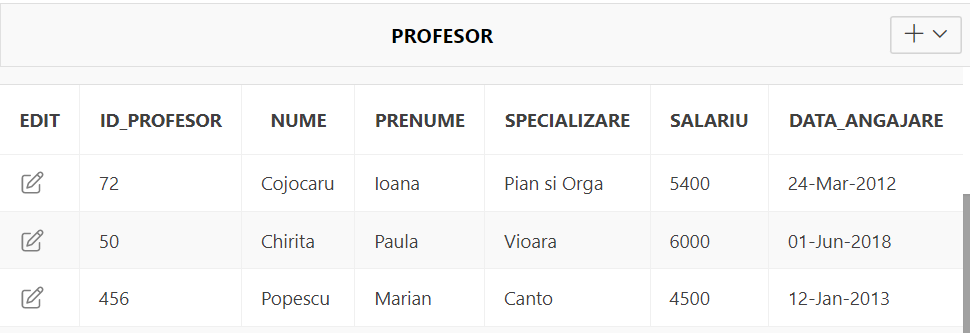 PROFESOR
EDIT ID_PROFESOR NUME PRENUME SPECIALIZARE SALARIU DATA_ANGAJARE
72 Cojocaru Ioana Pian si Orga 5400 24-Mar-2012
50 Chirita Paula Vioara 6000 01-Jun-2018
456 Popescu Marian Canto 4500 12-Jan-2013